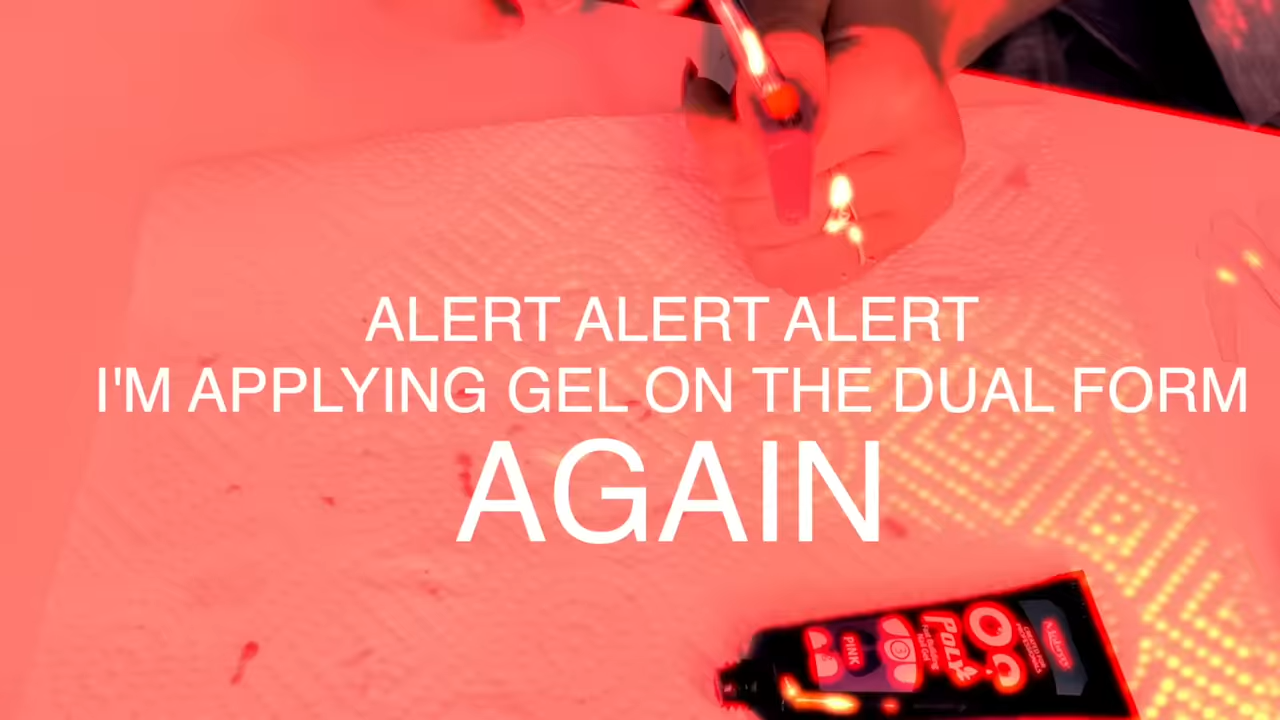 ALERT ALERT ALERT
I'M APPLYING GEL ON THE DUAL FORM
AGAIN
Poly
PINK